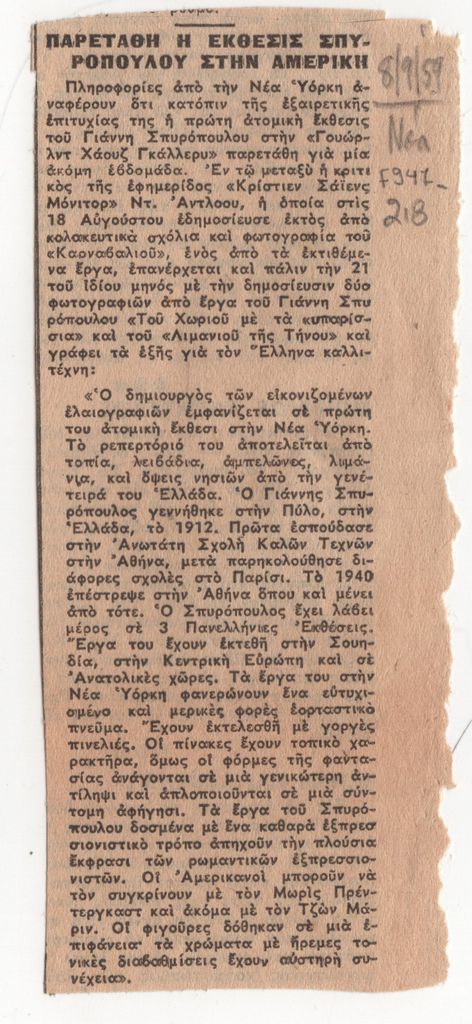 ΠΑΡΕΤΑΘΗ Η ΕΚΘΕΣΙΣ ΣΠΥ-
ΡΟΠΟΥΛΟΥ ΣΤΗΝ ΑΜΕΡΙΚΗ
8/9/59
Νέα
F947-
218
Πληροφορίες ἀπὸ τὴν Νέα Ὑόρκη ἀ-
ναφέρουν ὅτι κατόπιν τῆς ἐξαιρετικῆς
ἐπιτυχίας της ἡ πρώτη ἀτομικὴ ἔκθεσις
τοῦ Γιάννη Σπυρόπουλου στὴν «Γουώρ-
λντ Χάουζ Γκάλλερυ» παρετάθη γιὰ μία
ἀκόμη ἑβδομάδα. Ἐν τῷ μεταξὺ ἡ κριτι
κὸς τῆς ἐφημερίδος «Κρίστιεν Σάϊενς
Μόνιτορ» Ντ. Ἄντλοου, ἡ ὁποία στὶς
18 Αὐγούστου ἐδημοσίευσε ἐκτὸς ἀπὸ
κολακευτικὰ σχόλια καὶ φωτογραφία τοῦ
«Καρναβαλιοῦ», ἑνὸς ἀπὸ τὰ ἐκτιθέμε-
να ἔργα, ἐπανέρχεται καὶ πάλιν τὴν 21
τοῦ ἰδίου μηνὸς μὲ τὴν δημοσίευσιν δύο
φωτογραφιῶν ἀπὸ ἔργα τοῦ Γιάννη Σπυ
ρόπουλου «Τοῦ Χωριοῦ μὲ τὰ κυπαρίσ-
σια» καὶ τοῦ «Λιμανιοῦ τῆς Τήνου» καὶ
γράφει τὰ ἑξῆς γιὰ τὸν Ἕλληνα καλλι-
τέχνη:
«Ὁ δημιουργὸς τῶν εἰκονιζομένων
ἐλαιογραφιῶν ἐμφανίζεται σὲ πρώτη
του ἀτομικὴ ἔκθεσι στὴν Νέα Ὑόρκη.
Τὸ ρεπερτόριό του ἀποτελεῖται ἀπὸ
τοπία, λειβάδια, ἀμπελῶνες, λιμά-
νια, καὶ ὄψεις νησιῶν ἀπὸ τὴν γενέ-
τειρά του Ἑλλάδα. Ὁ Γιάννης Σπυ-
ρόπουλος γεννήθηκε στὴν Πύλο, στὴν
Ἑλλάδα, τὸ 1912. Πρῶτα ἐσπούδασε
στὴν Ἀνωτάτη Σχολὴ Καλῶν Τεχνῶν
στὴν Ἀθήνα, μετὰ παρηκολούθησε δι-
άφορες σχολὲς στὸ Παρίσι. Τὸ 1940
ἐπέστρεψε στὴν Ἀθήνα ὅπου καὶ μένει
ἀπὸ τότε. Ὁ Σπυρόπουλος ἔχει λάβει
μέρος σὲ 3 Πανελλήνιες Ἐκθέσεις.
Ἔργα του ἔχουν ἐκτεθῆ στὴν Σουη-
δία, στὴν Κεντρικὴ Εὐρώπη καὶ σὲ
Ἀνατολικὲς χῶρες. Τὰ ἔργα του στὴν
Νέα Ὑόρκη φανερώνουν ἕνα εὐτυχι-
σμένο καὶ μερικὲς φορὲς ἑορταστικὸ
πνεῦμα. Ἔχουν ἐκτελεσθῆ μὲ γοργὲς
πινελιές. Οἱ πίνακες ἔχουν τοπικὸ χα-
ρακτῆρα, ὅμως οἱ φόρμες τῆς φαντα-
σίας ἀνάγονται σὲ μιὰ γενικώτερη ἀν-
τίληψι καὶ ἁπλοποιοῦνται σὲ μιὰ σύν-
τομη ἀφήγησι. Τὰ ἔργα τοῦ Σπυρό-
πουλου δοσμένα μὲ ἕνα καθαρὰ ἐξπρεσ
σιονιστικὸ τρόπο ἀπηχοῦν τὴν πλούσια
ἔκφρασι τῶν ρωμαντικῶν ἐξπρεσσιο-
νιστῶν. Οἱ Ἀμερικανοὶ μποροῦν νὰ
τὸν συγκρίνουν μὲ τὸν Μωρὶς Πρέν-
τεργκαστ καὶ ἀκόμα μὲ τὸν Τζὼν Μά-
ριν. Οἱ φιγοῦρες δόθηκαν σὲ μιὰ ἐ-
πιφάνεια· τὰ χρώματα μὲ ἤρεμες το-
νικὲς διαβαθμίσεις ἔχουν αὐστηρὴ συ-
νέχεια».